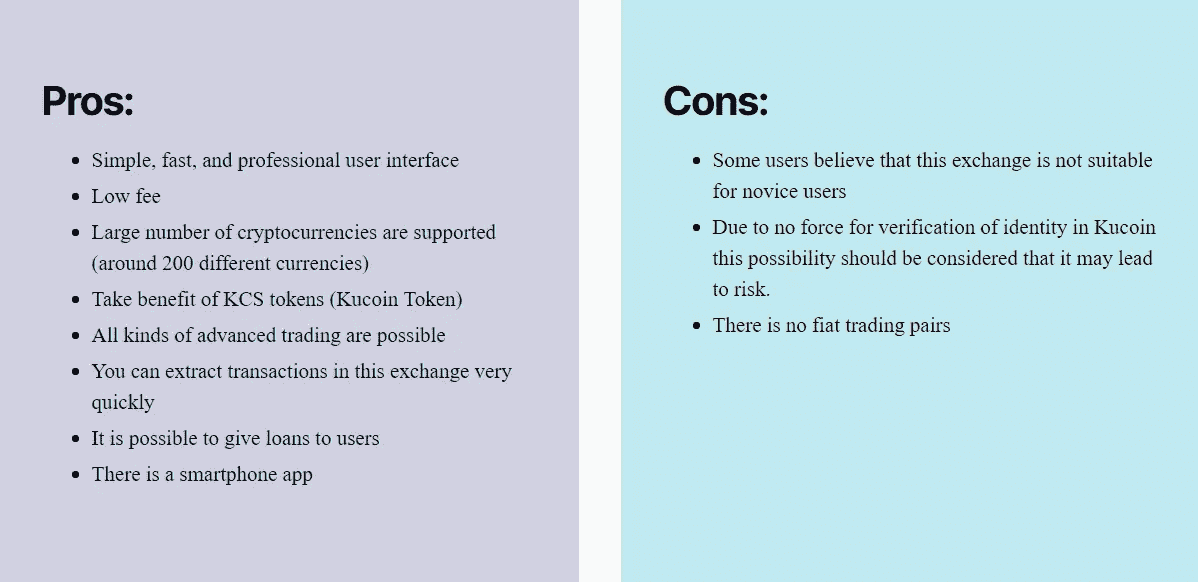 Pros:
Simple, fast, and professional user interface
Low fee
Large number of cryptocurrencies are supported
(around 200 different currencies)
Take benefit of KCS tokens (Kucoin Token)
All kinds of advanced trading are possible
You can extract transactions in this exchange very
quickly
It is possible to give loans to users
There is a smartphone app
Cons:
Some users believe that this exchange is not suitable
for novice users
Due to no force for verification of identity in Kucoin
this possibility should be considered that it may lead
to risk.
There is no fiat trading pairs